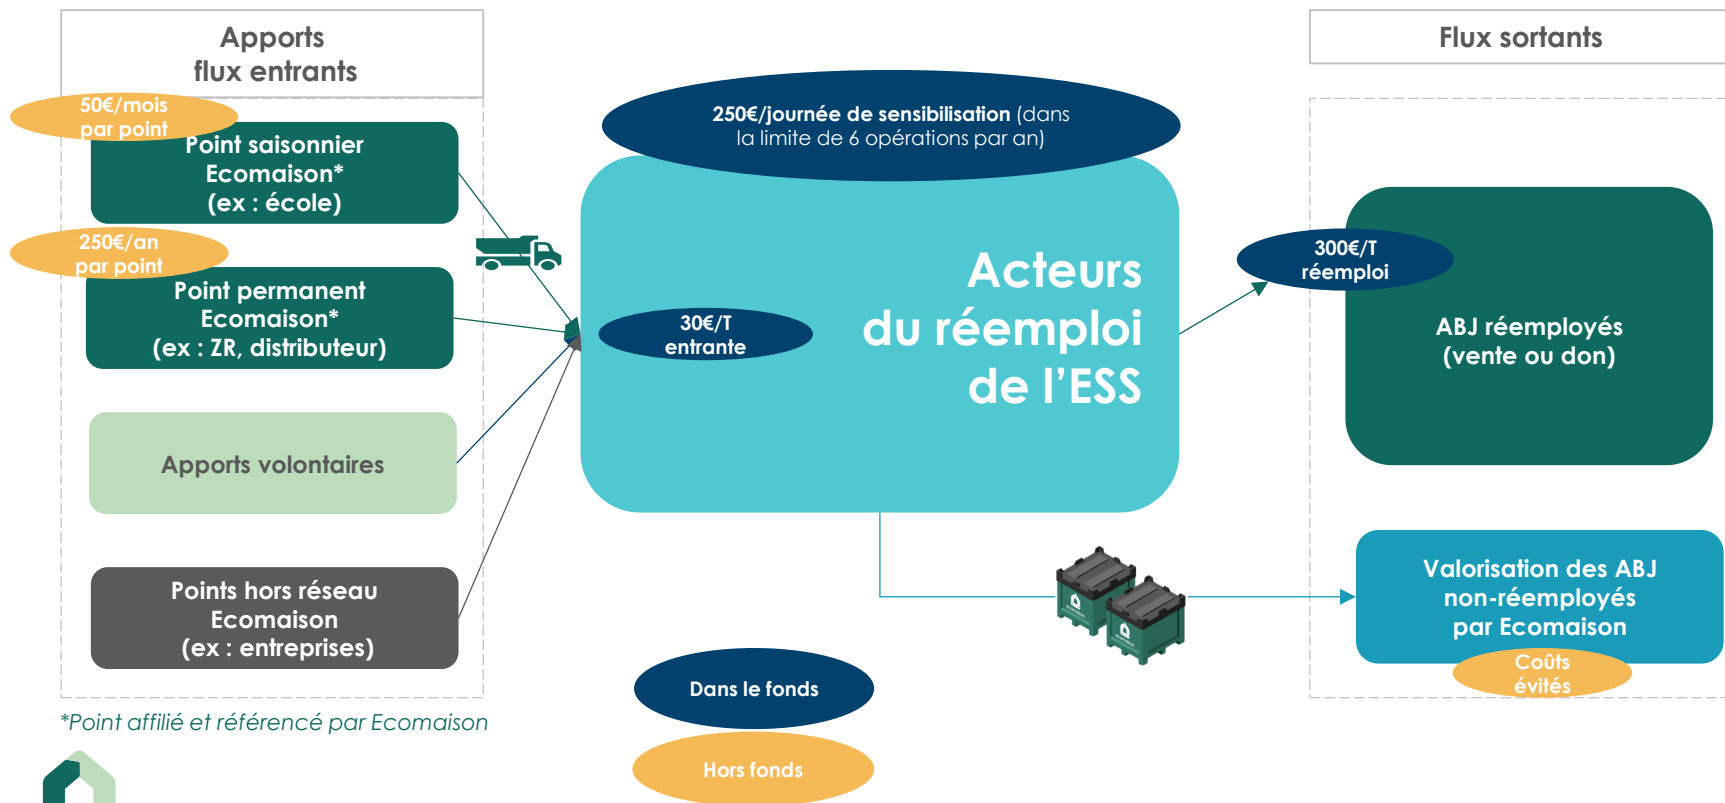 Apports
flux entrants
50€/mois
par point
Point saisonnier
Ecomaison*
(ex : école)
250€/an
par point
Point permanent
Ecomaison*
(ex : ZR, distributeur)
Apports volontaires
Points hors réseau
Ecomaison
(ex : entreprises)
*Point affilié et référencé par Ecomaison
250€/journée de sensibilisation (dans
la limite de 6 opérations par an)
30€/T
entrante
Acteurs
du réemploi
de l'ESS
Dans le fonds
Hors fonds
Flux sortants
300€/T
réemploi
ABJ réemployés
(vente ou don)
Valorisation des ABJ
non-réemployés
par Ecomaison
Coûts
évités